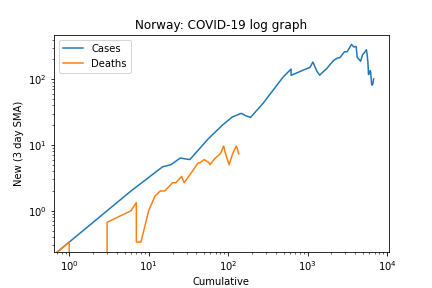 Norway: COVID-19 log graph
Cases
Deaths
New (3 day SMA)
10²
10¹
10⁰
10⁰ 10¹ 10² 10³ 10⁴
Cumulative